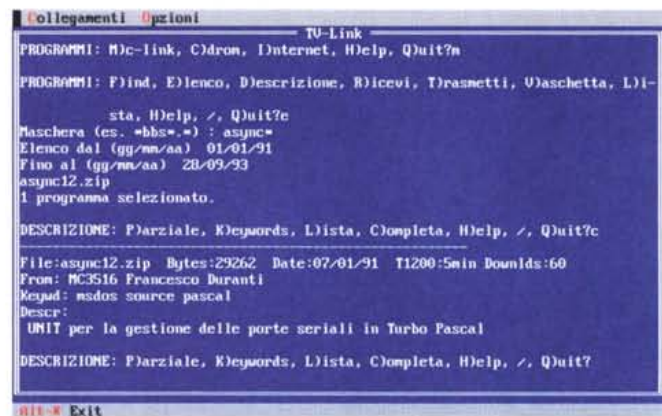 Collegamenti Opzioni
TV-Link
PROGRAMMI: M)c-link, C)drom, I)nternet, H)elp, Q)uit?m
PROGRAMMI: F)ind, E)lenco, D)escrizione, R)icevi, T)rasmetti, V)aschetta, L)i-
sta, H)elp, /, Q)uit?e
Maschera (es. *bbs*.*) : async*
Elenco dal (gg/mm/aa) 01/01/91
Fino al (gg/mm/aa) 28/09/93
async12.zip
1 programma selezionato.
DESCRIZIONE: P)arziale, K)eywords, L)ista, C)ompleta, H)elp, /, Q)uit?c
File:async12.zip Bytes:29262 Date:07/01/91 T1200:5min Downlds:60
From: MC3516 Francesco Duranti
Keywd: msdos source pascal
Descr:
UNIT per la gestione delle porte seriali in Turbo Pascal
DESCRIZIONE: P)arziale, K)eywords, L)ista, C)ompleta, H)elp, /, Q)uit?
Alt-X Exit